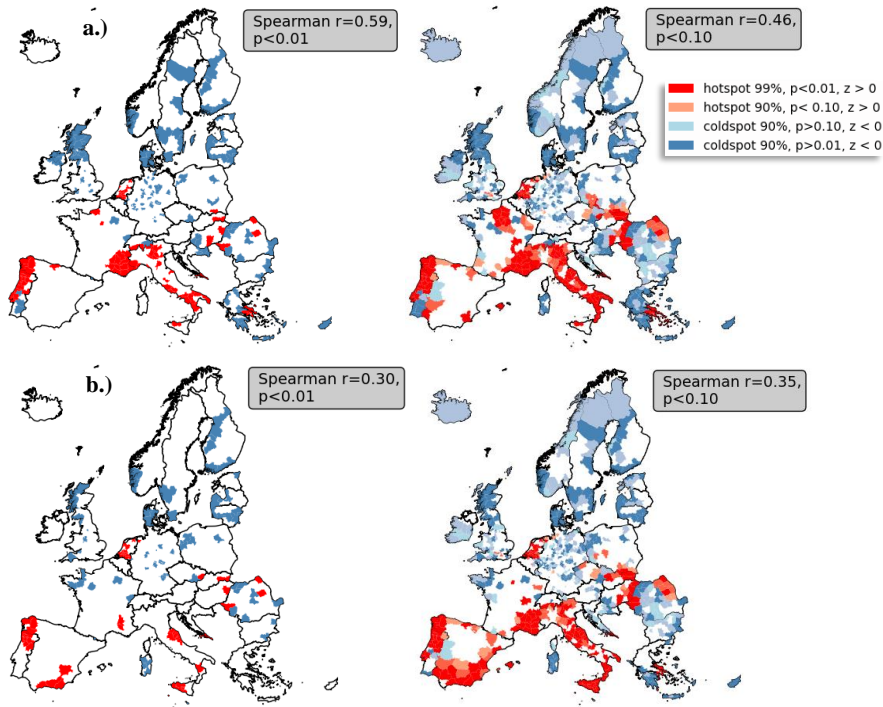 a.)
Spearman r=0.59,
p<0.01
Spearman r=0.46,
p<0.10
hotspot 99%, p<0.01, z > 0
hotspot 90%, p< 0.10, z > 0
coldspot 90%, p>0.10, z < 0
coldspot 90%, p>0.01, z < 0
b.)
Spearman r=0.30,
p<0.01
Spearman r=0.35,
p<0.10